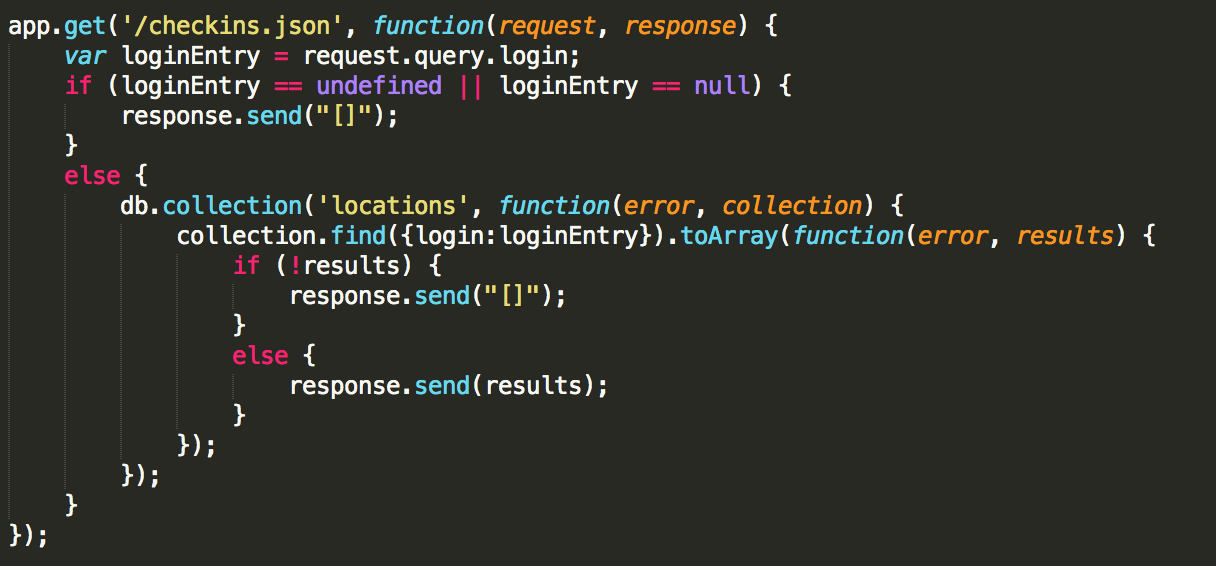 app.get('/checkins.json', function(request, response) {
    var loginEntry = request.query.login;
    if (loginEntry == undefined || loginEntry == null) {
        response.send("[]");
    }
    else {
        db.collection('locations', function(error, collection) {
            collection.find({login:loginEntry}).toArray(function(error, results) {
                if (!results) {
                    response.send("[]");
                }
                else {
                    response.send(results);
                }
            });
        });
    }
});